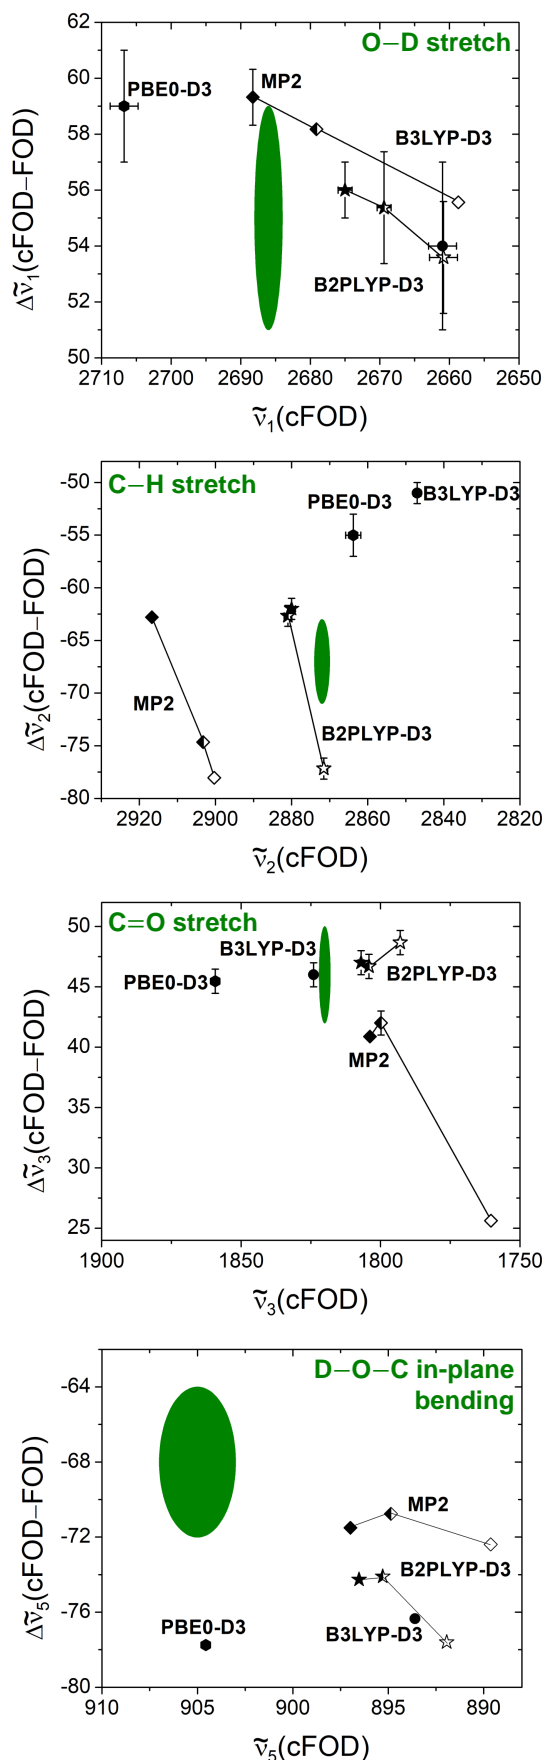 O−D stretch
62
60
58
56
54
52
50
PBE0-D3
MP2
B3LYP-D3
B2PLYP-D3
Δν̃₁(cFOD−FOD)
2710 2700 2690 2680 2670 2660 2650
ν̃₁(cFOD)
C−H stretch
-50
-55
-60
-65
-70
-75
-80
PBE0-D3
B3LYP-D3
MP2
B2PLYP-D3
Δν̃₂(cFOD−FOD)
2920 2900 2880 2860 2840 2820
ν̃₂(cFOD)
C=O stretch
50
45
40
35
30
25
B3LYP-D3
PBE0-D3
B2PLYP-D3
MP2
Δν̃₃(cFOD−FOD)
1900 1850 1800 1750
ν̃₃(cFOD)
D−O−C in-plane
bending
-64
-68
-72
-76
-80
MP2
B2PLYP-D3
PBE0-D3
B3LYP-D3
Δν̃₅(cFOD−FOD)
910 905 900 895 890
ν̃₅(cFOD)